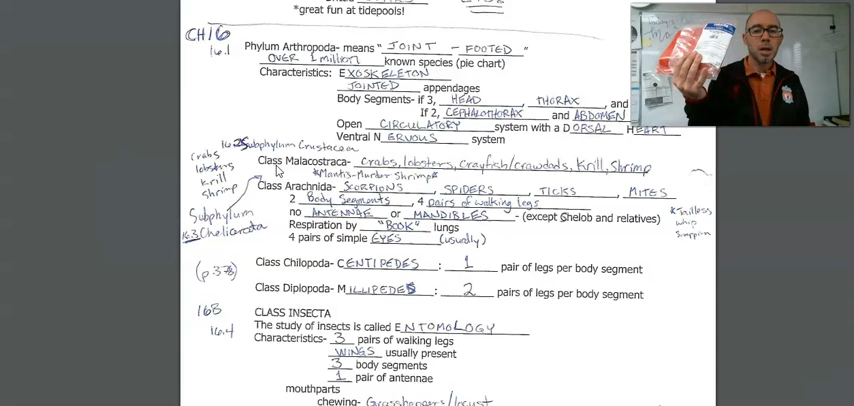 *great fun at tidepools!
CH16
16.1 Phylum Arthropoda- means "JOINT - FOOTED"
OVER 1 million known species (pie chart)
Characteristics: EXOSKELETON
JOINTED appendages
Body Segments- if 3, HEAD, THORAX, and
If 2, CEPHALOTHORAX and ABDOMEN
Open CIRCULATORY system with a DORSAL HEART
Ventral NERVOUS system
16.2 Subphylum Crustacea
crabs
lobsters
krill
shrimp
Class Malacostraca- crabs, lobsters, crayfish/crawdads, Krill, Shrimp
*Mantis-Murder Shrimp*
Class Arachnida- SCORPIONS, SPIDERS, TICKS, MITES
2 Body Segments, 4 pairs of walking legs
no ANTENNAE or MANDIBLES - (except Shelob and relatives)
*Tailless
whip
Scorpion
Subphylum
16.3 Chelicerata
Respiration by "BOOK" lungs
4 pairs of simple EYES (usually)
Class Chilopoda- CENTIPEDES: 1 pair of legs per body segment
Class Diplopoda- MILLIPEDES: 2 pairs of legs per body segment
CLASS INSECTA
16.4 The study of insects is called ENTOMOLOGY
Characteristics- 3 pairs of walking legs
WINGS usually present
3 body segments
1 pair of antennae
mouthparts
chewing- Grasshoppers/locust